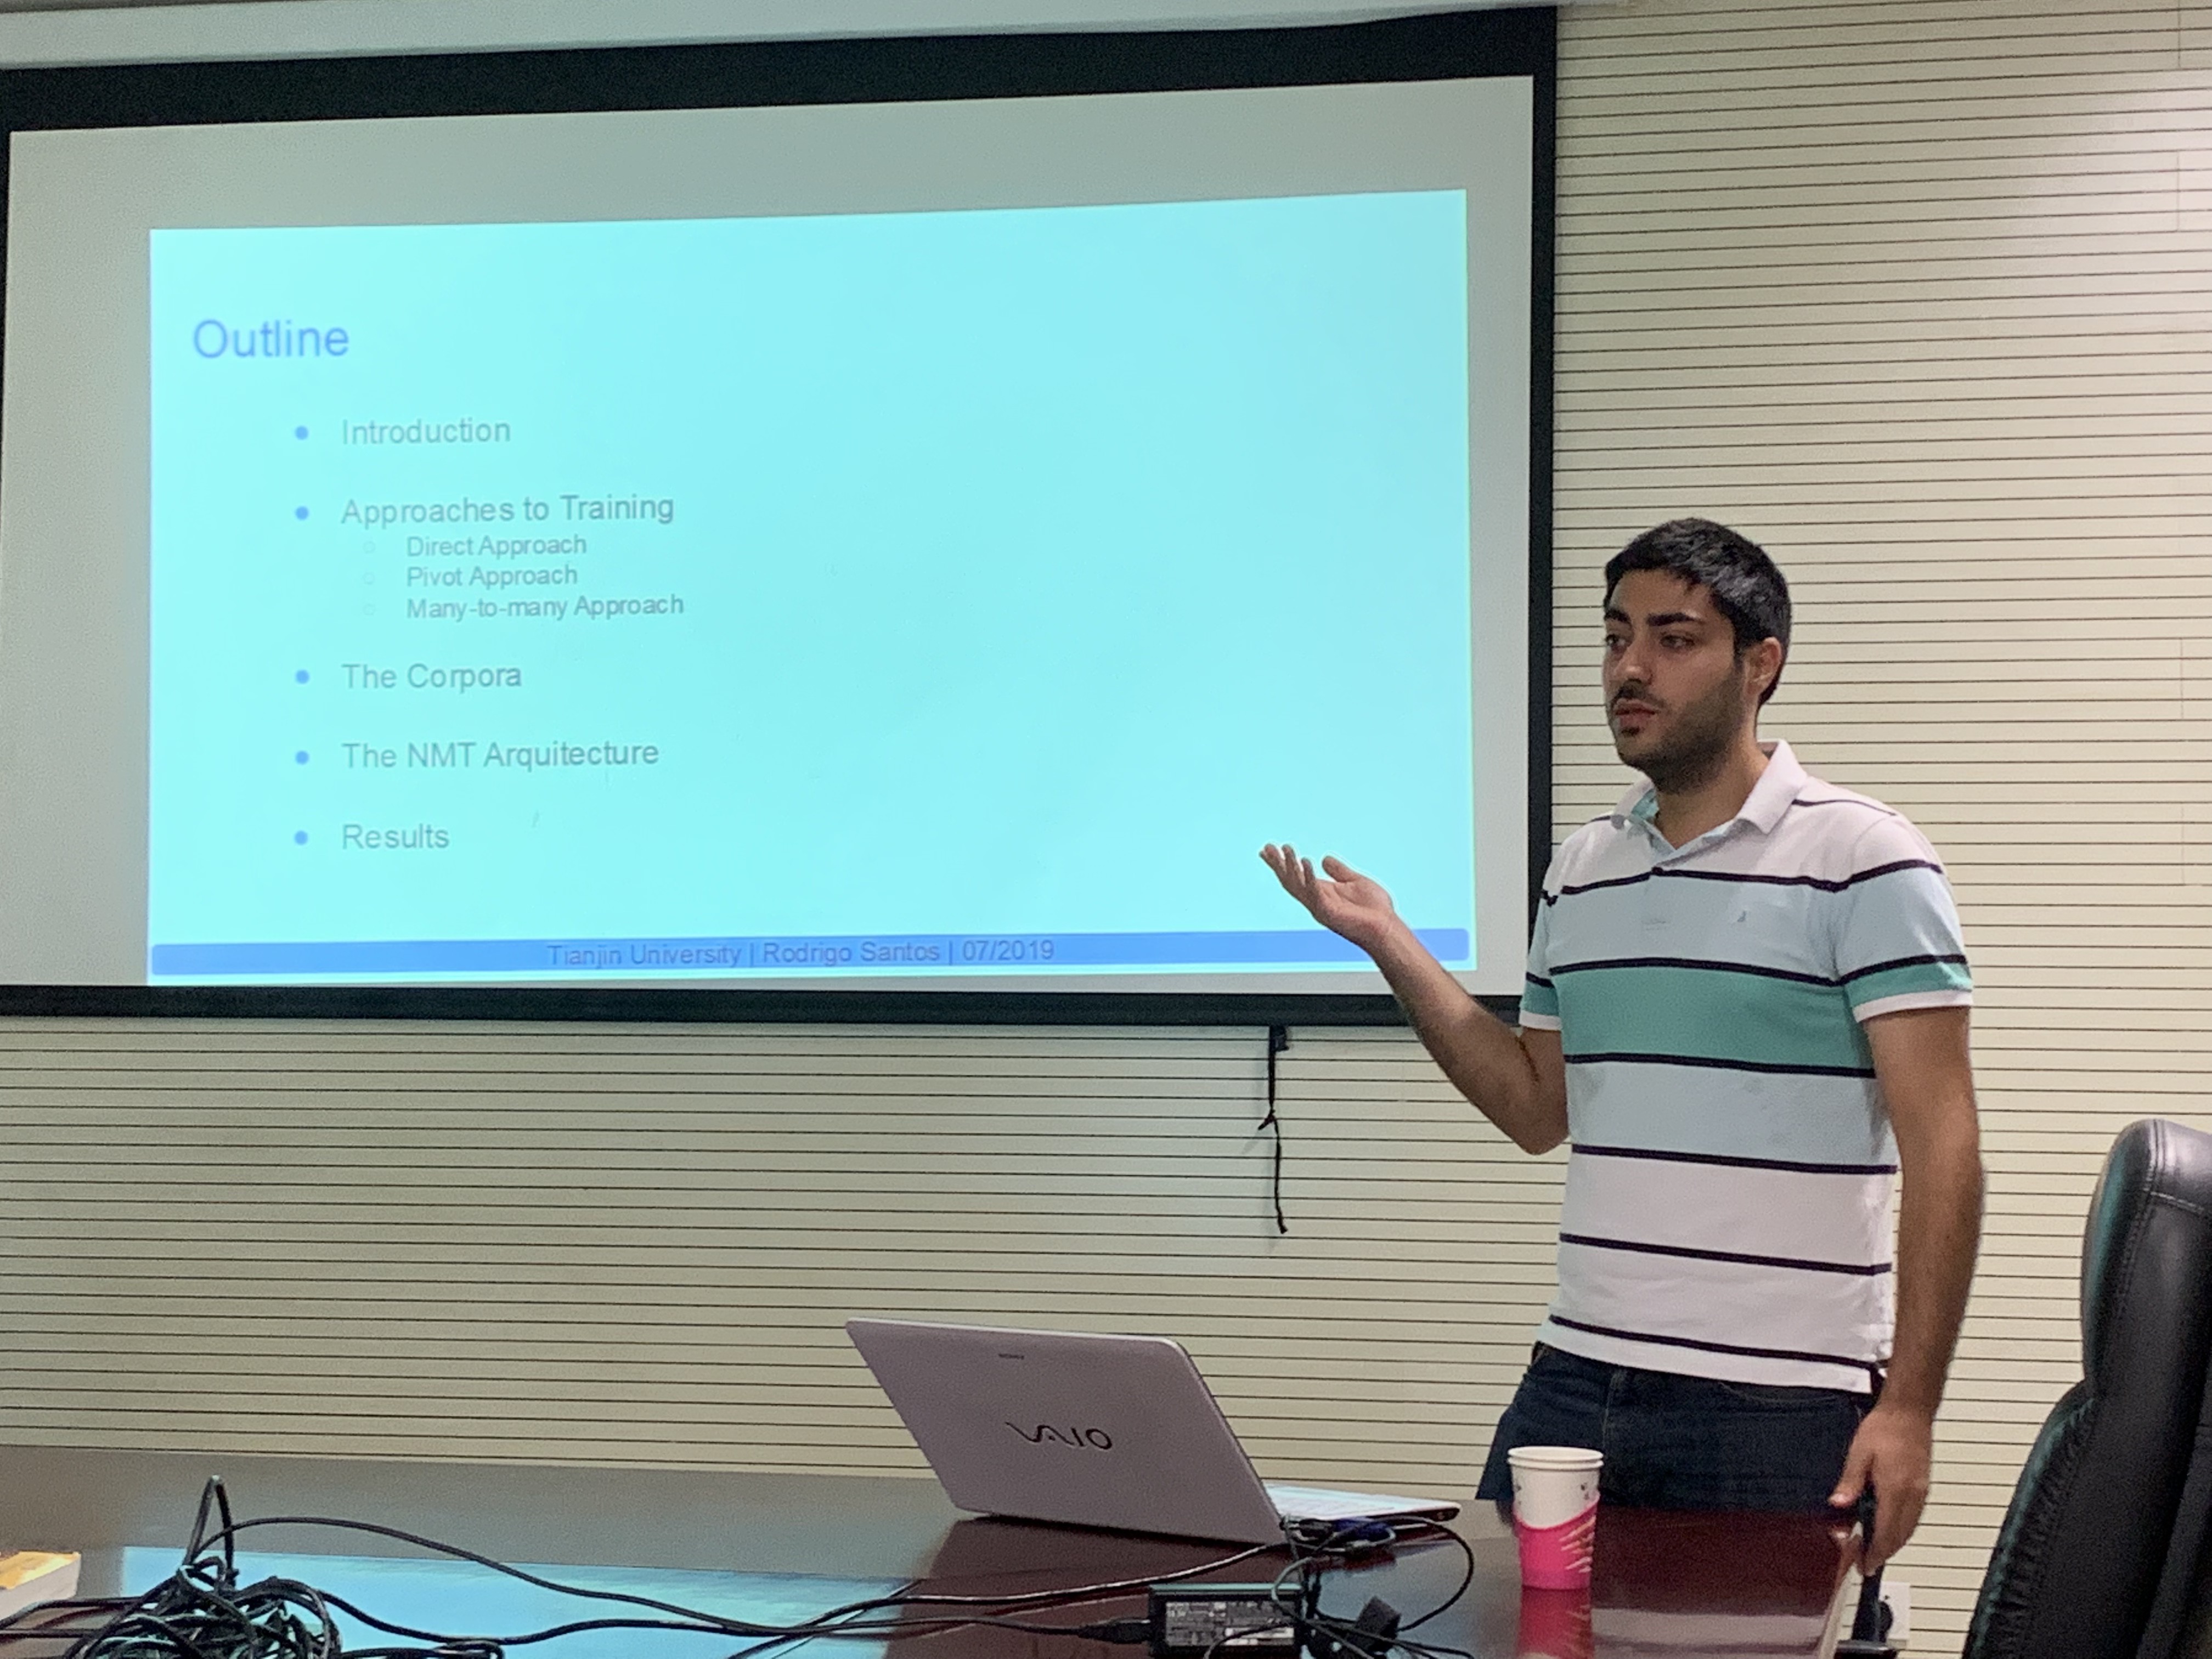 Outline
Introduction
Approaches to Training
Direct Approach
Pivot Approach
Many-to-many Approach
The Corpora
The NMT Arquitecture
Results
Tianjin University | Rodrigo Santos | 07/2019
VAIO